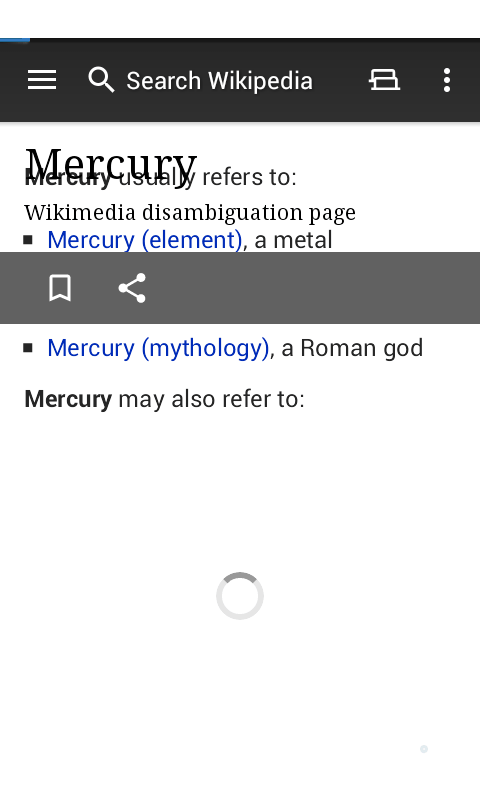 Search Wikipedia
Mercury
Mercury usually refers to:
Wikimedia disambiguation page
Mercury (element), a metal
Mercury (mythology), a Roman god
Mercury may also refer to: